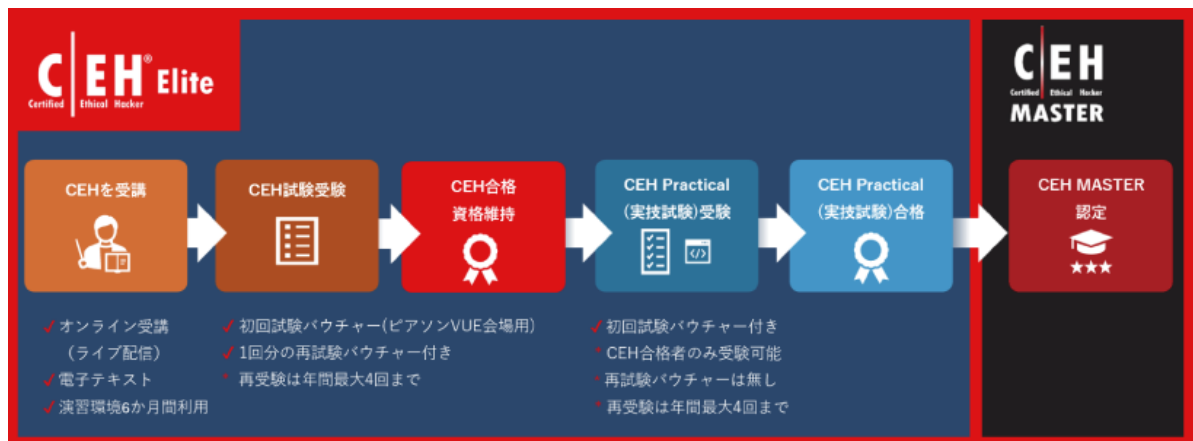 CEH® Elite
Certified Ethical Hacker
CEH
Certified Ethical Hacker
MASTER
CEHを受講
CEH試験受験
CEH合格
資格維持
CEH Practical
(実技試験)受験
CEH Practical
(実技試験)合格
CEH MASTER
認定
✓オンライン受講
(ライブ配信)
✓電子テキスト
✓演習環境6か月間利用
✓初回試験バウチャー(ピアソンVUE会場用)
✓1回分の再試験バウチャー付き
* 再受験は年間最大4回まで
✓初回試験バウチャー付き
* CEH合格者のみ受験可能
* 再試験バウチャーは無し
* 再受験は年間最大4回まで